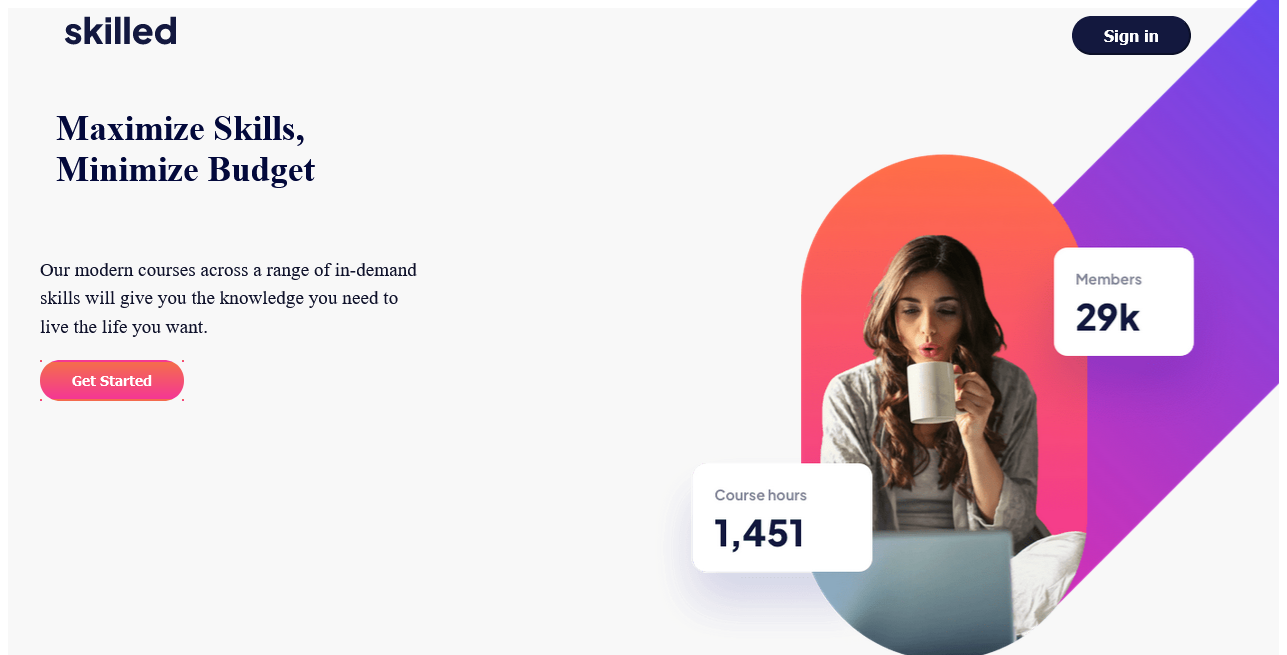 skilled
Sign in
Maximize Skills,
Minimize Budget
Our modern courses across a range of in-demand
skills will give you the knowledge you need to
live the life you want.
Get Started
Members
29k
Course hours
1,451